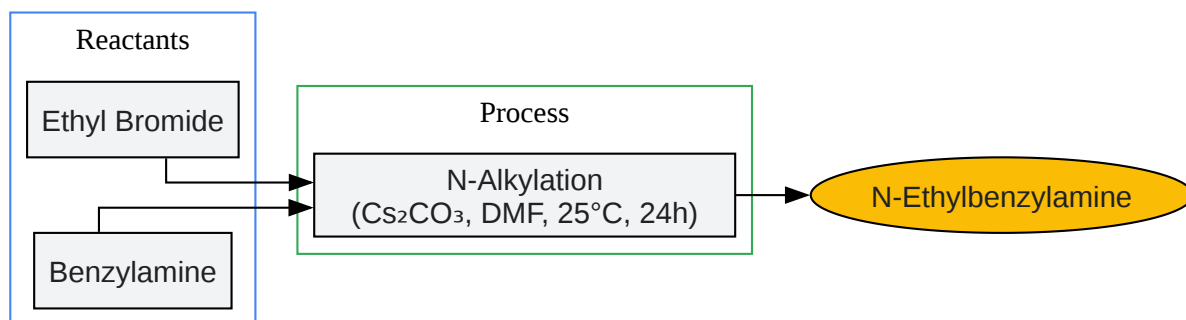 Reactants
Ethyl Bromide
Benzylamine
Process
N-Alkylation
(Cs₂CO₃, DMF, 25°C, 24h)
N-Ethylbenzylamine